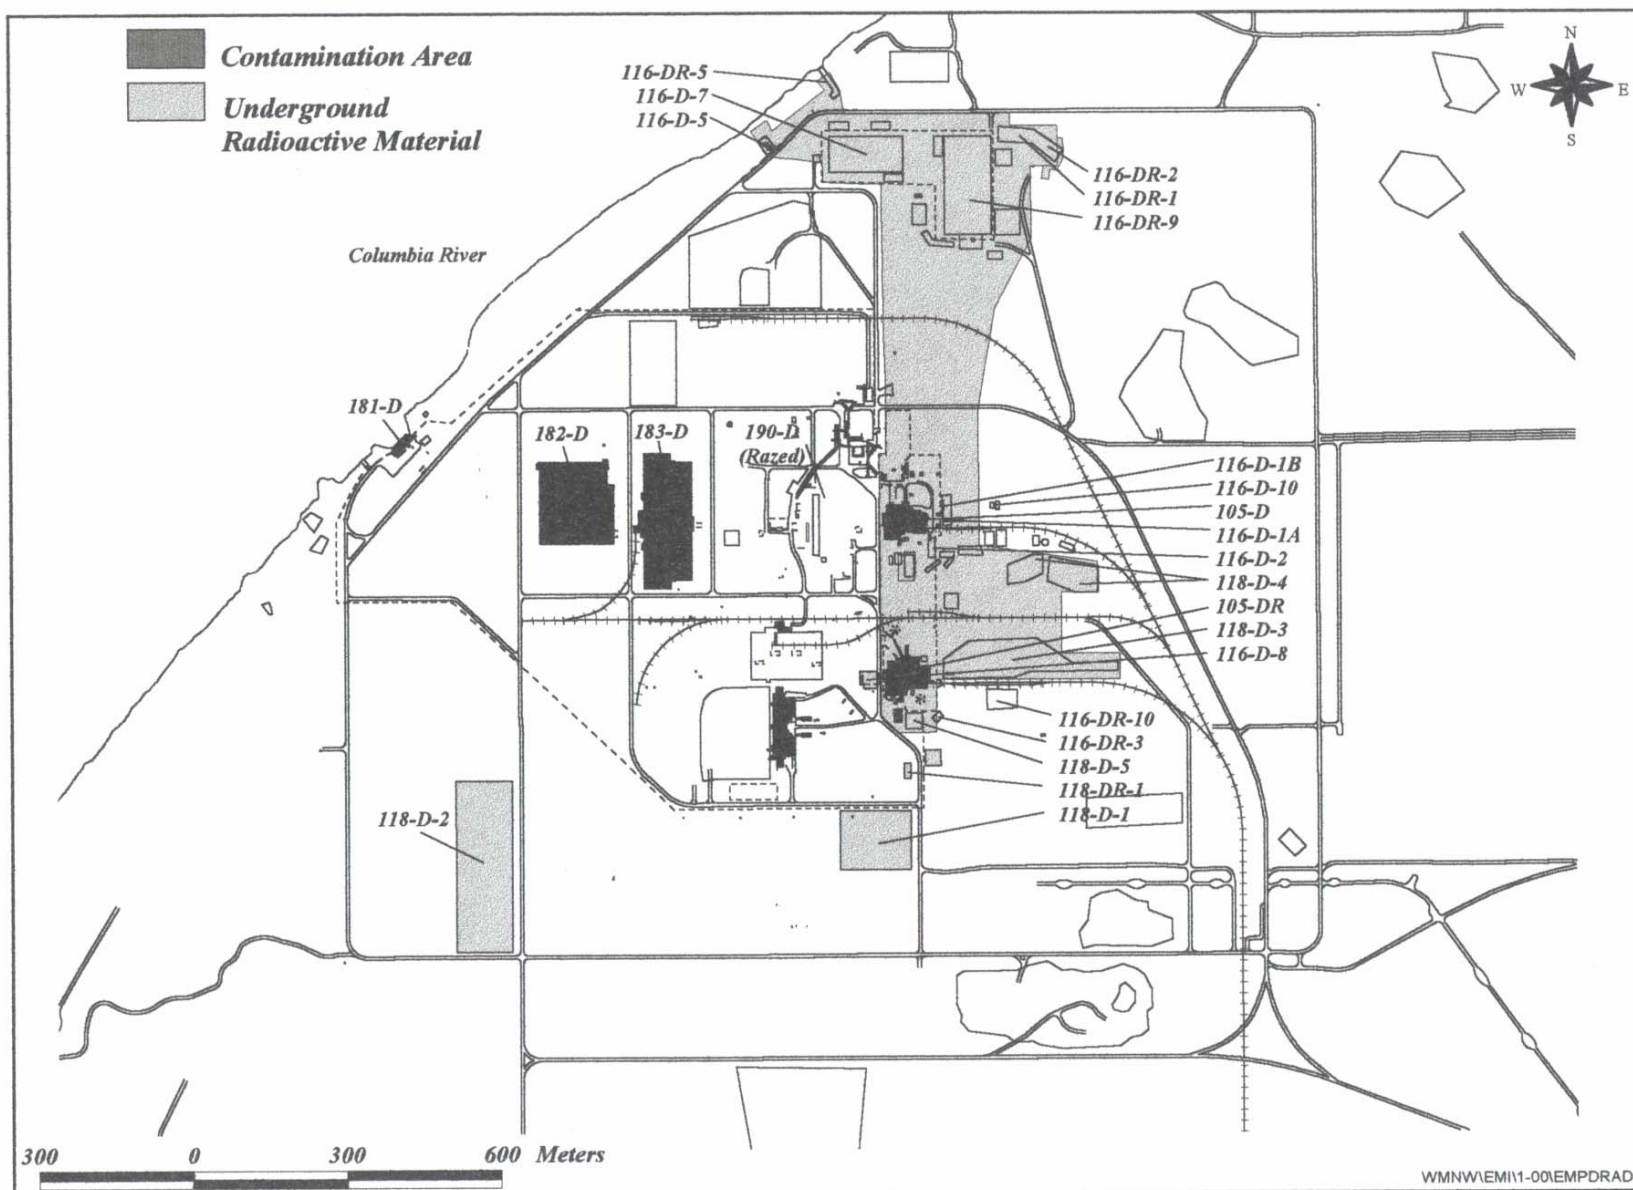 Contamination Area
Underground
Radioactive Material
N
W
E
S
116-DR-5
116-D-7
116-D-5
116-DR-2
116-DR-1
116-DR-9
Columbia River
181-D
182-D
183-D
190-D
(Razed)
116-D-1B
116-D-10
105-D
116-D-1A
116-D-2
118-D-4
105-DR
118-D-3
116-D-8
116-DR-10
116-DR-3
118-D-5
118-DR-1
118-D-1
118-D-2
300 0 300 600 Meters
WMNW\EMI\1-00\EMPDRAD